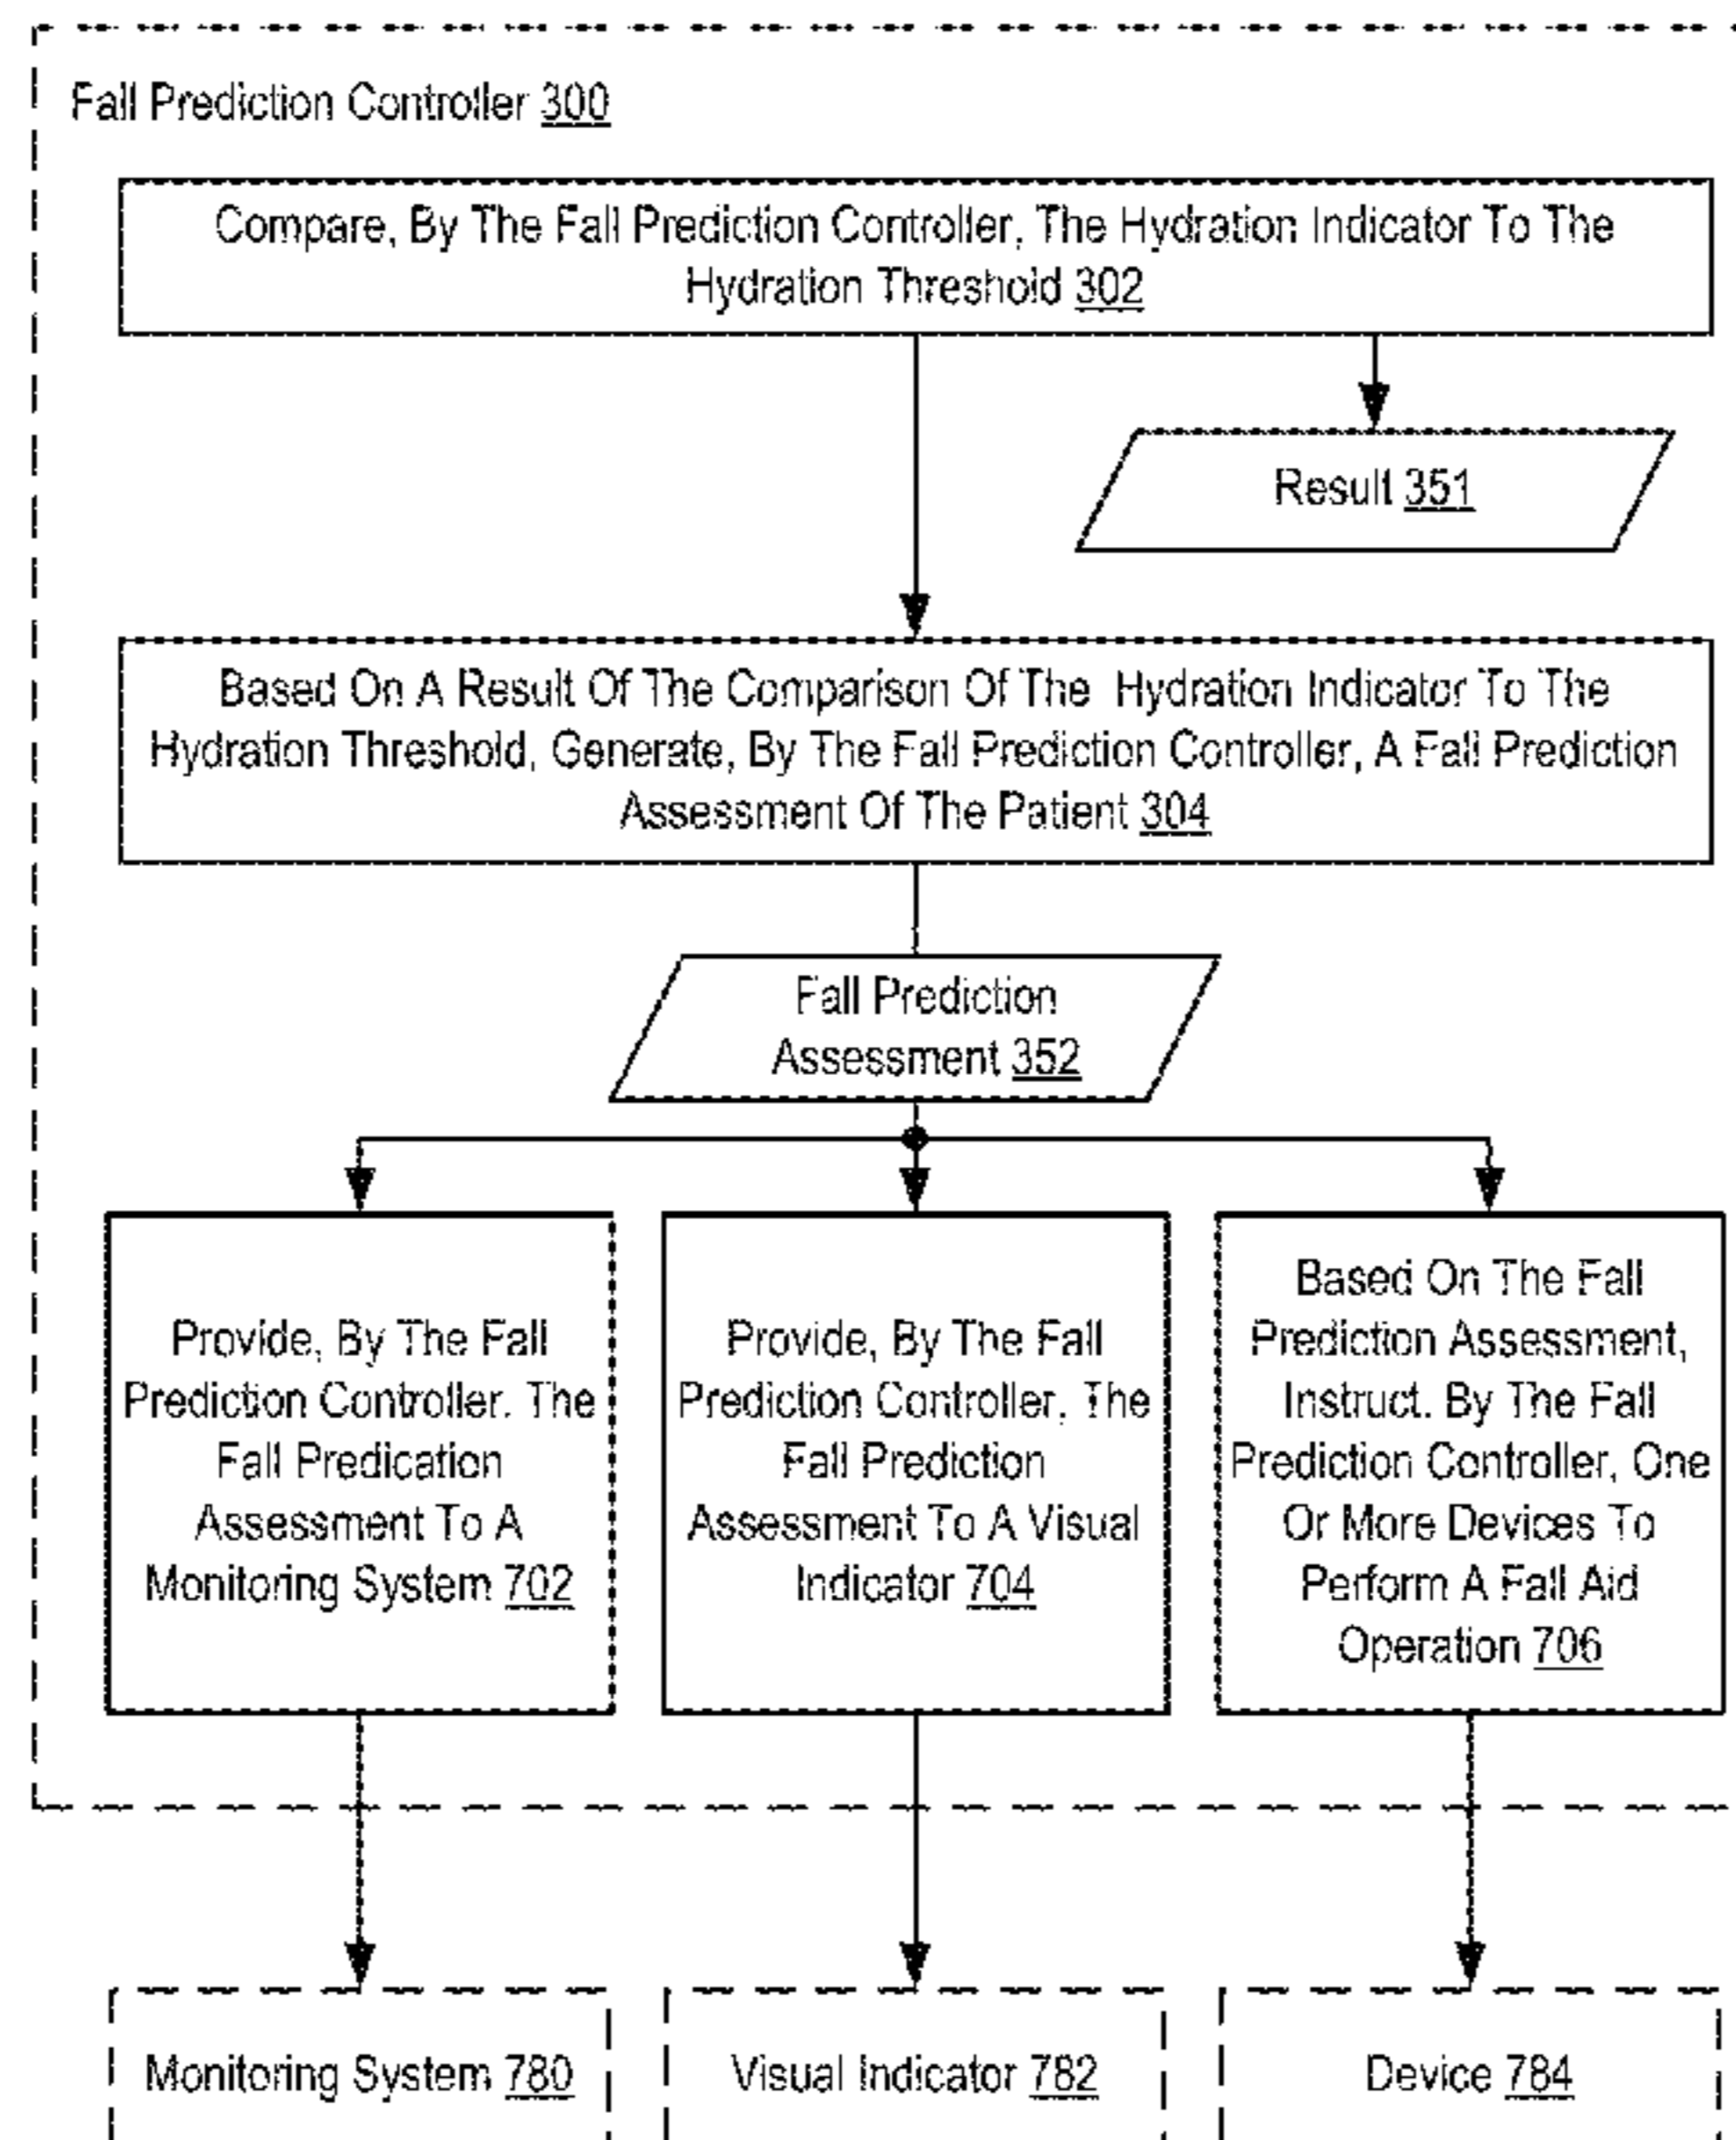 Fall Prediction Controller 300
Compare, By The Fall Prediction Controller, The Hydration Indicator To The
Hydration Threshold 302
Result 351
Based On A Result Of The Comparison Of The Hydration Indicator To The
Hydration Threshold, Generate, By The Fall Prediction Controller, A Fall Prediction
Assessment Of The Patient 304
Fall Prediction
Assessment 352
Provide, By The Fall
Prediction Controller. The
Fall Predication
Assessment To A
Monitoring System 702
Provide, By The Fall
Prediction Controller, The
Fall Prediction
Assessment To A Visual
Indicator 704
Based On The Fall
Prediction Assessment,
Instruct. By The Fall
Prediction Controller, One
Or More Devices To
Perform A Fall Aid
Operation 706
Monitoring System 780
Visual Indicator 782
Device 784